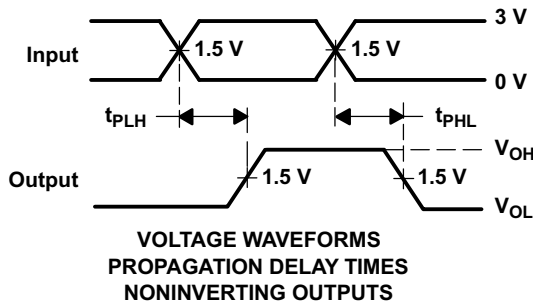 3 V
Input
1.5 V
1.5 V
0 V
tPLH
tPHL
VOH
Output
1.5 V
1.5 V
VOL
VOLTAGE WAVEFORMS
PROPAGATION DELAY TIMES
NONINVERTING OUTPUTS